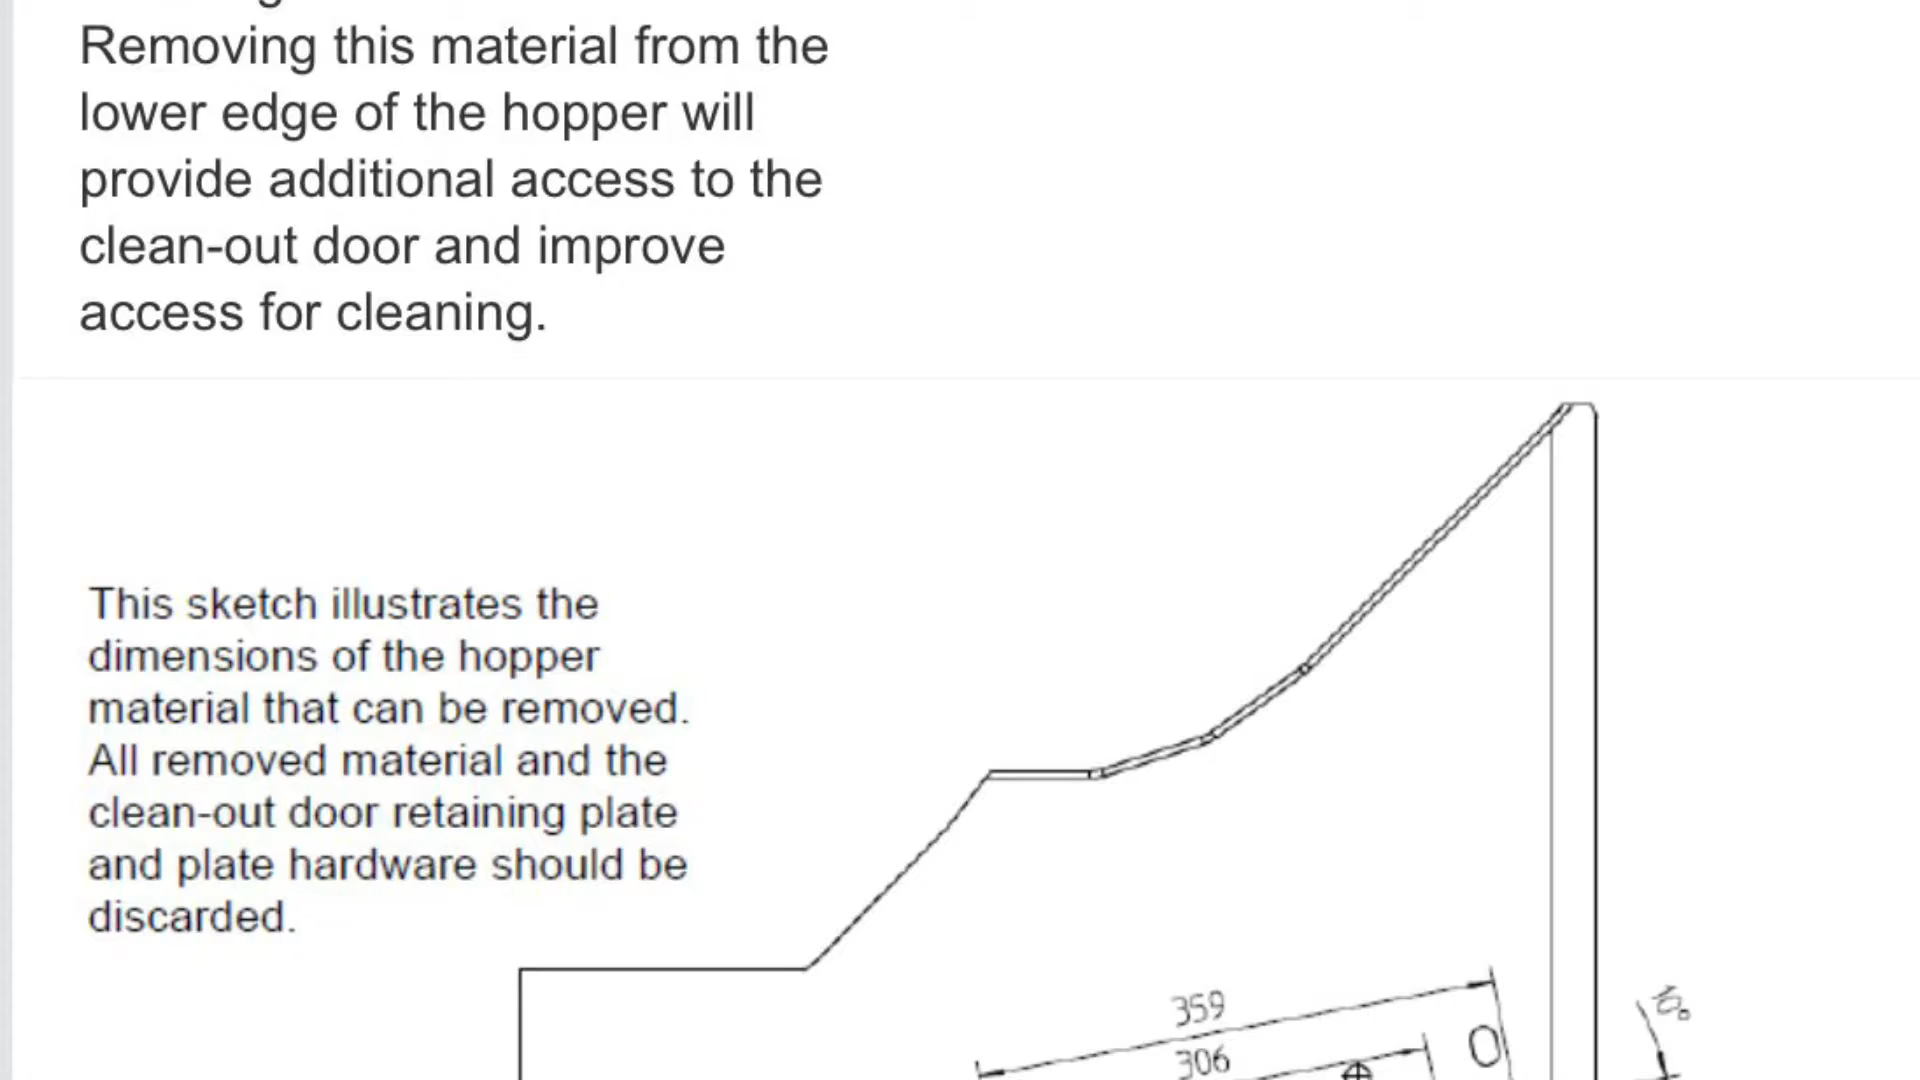 Removing this material from the
lower edge of the hopper will
provide additional access to the
clean-out door and improve
access for cleaning.
This sketch illustrates the
dimensions of the hopper
material that can be removed.
All removed material and the
clean-out door retaining plate
and plate hardware should be
discarded.
359
306
10°